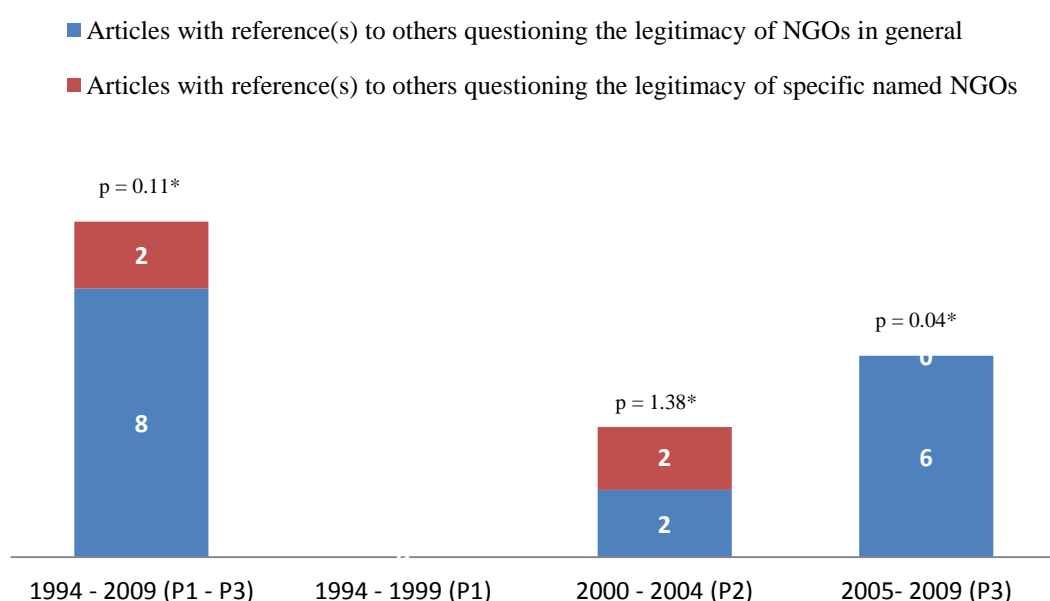 Articles with reference(s) to others questioning the legitimacy of NGOs in general
Articles with reference(s) to others questioning the legitimacy of specific named NGOs
p = 0.11*
2
8
p = 1.38*
2
2
p = 0.04*
0
6
1994 - 2009 (P1 - P3)
1994 - 1999 (P1)
2000 - 2004 (P2)
2005- 2009 (P3)